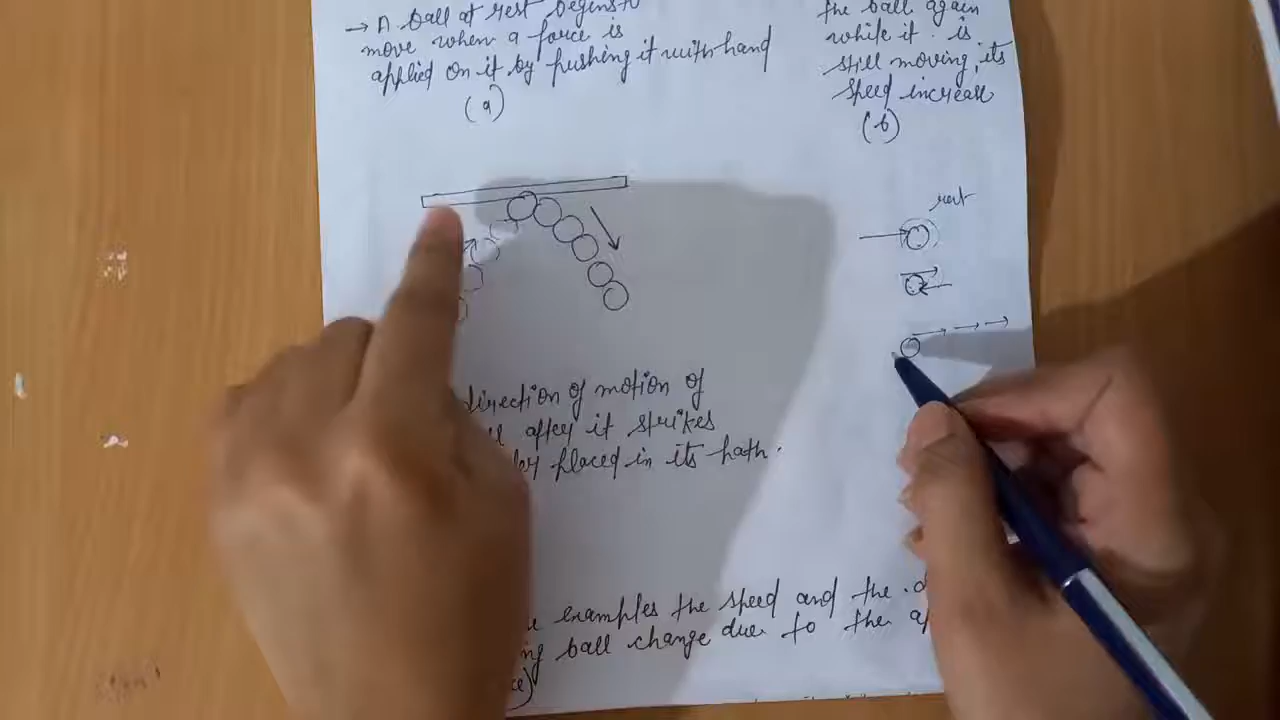 → A ball at rest begins to
move when a force is
applied on it by pushing it with hand
(a)
the ball again
while it is
still moving, its
speed increase
(b)
rest
direction of motion of
after it strikes
placed in its path.
examples the speed and the
ball change due to the